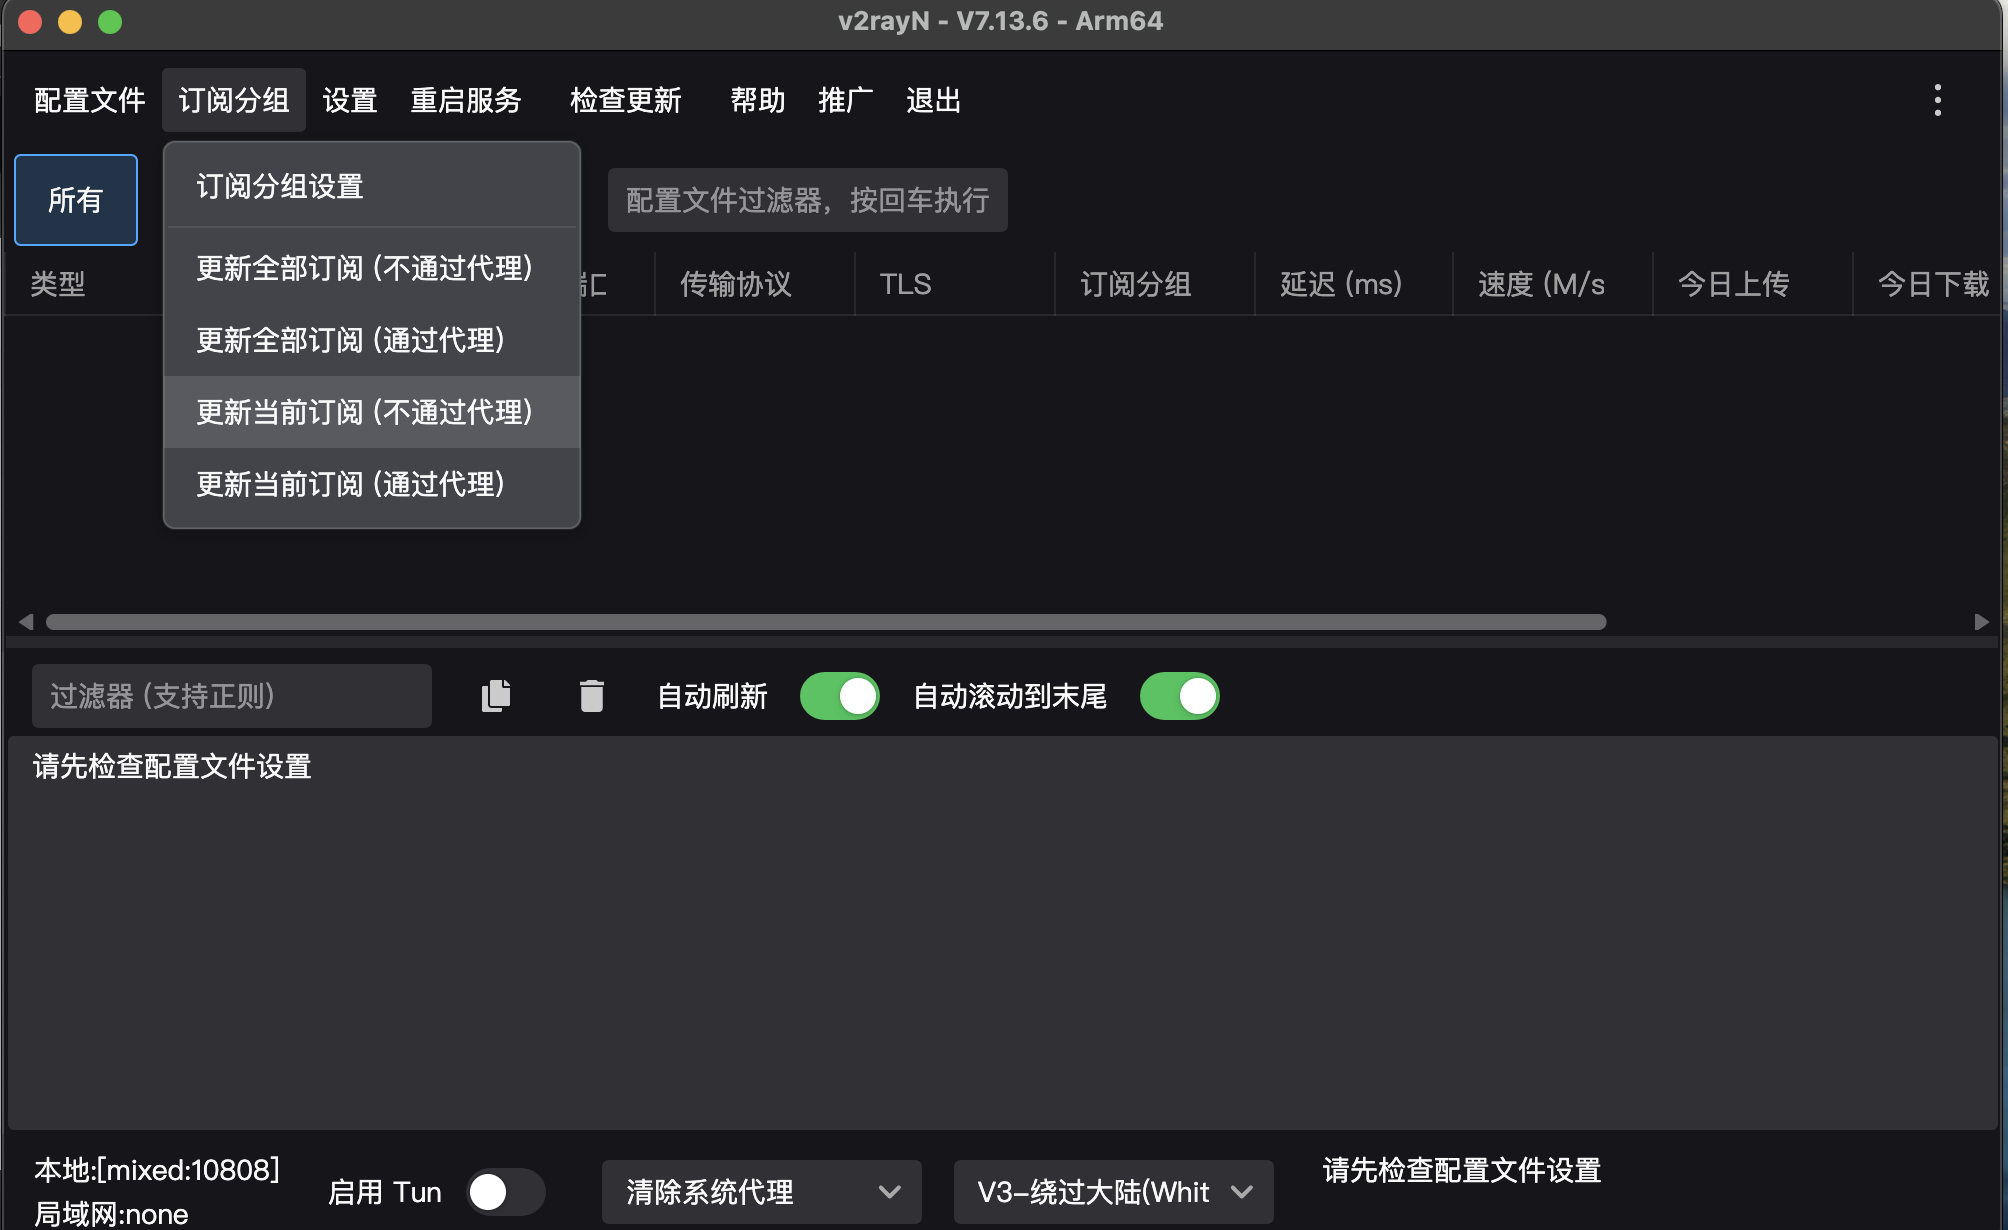 v2rayN - V7.13.6 - Arm64
配置文件 订阅分组 设置 重启服务 检查更新 帮助 推广 退出
所有
订阅分组设置
配置文件过滤器，按回车执行
更新全部订阅 (不通过代理)
更新全部订阅 (通过代理)
更新当前订阅 (不通过代理)
更新当前订阅 (通过代理)
类型 传输协议 TLS 订阅分组 延迟 (ms) 速度 (M/s 今日上传 今日下载
过滤器 (支持正则) 自动刷新 自动滚动到末尾
请先检查配置文件设置
本地:[mixed:10808]
局域网:none
启用 Tun
清除系统代理
V3-绕过大陆(Whit
请先检查配置文件设置